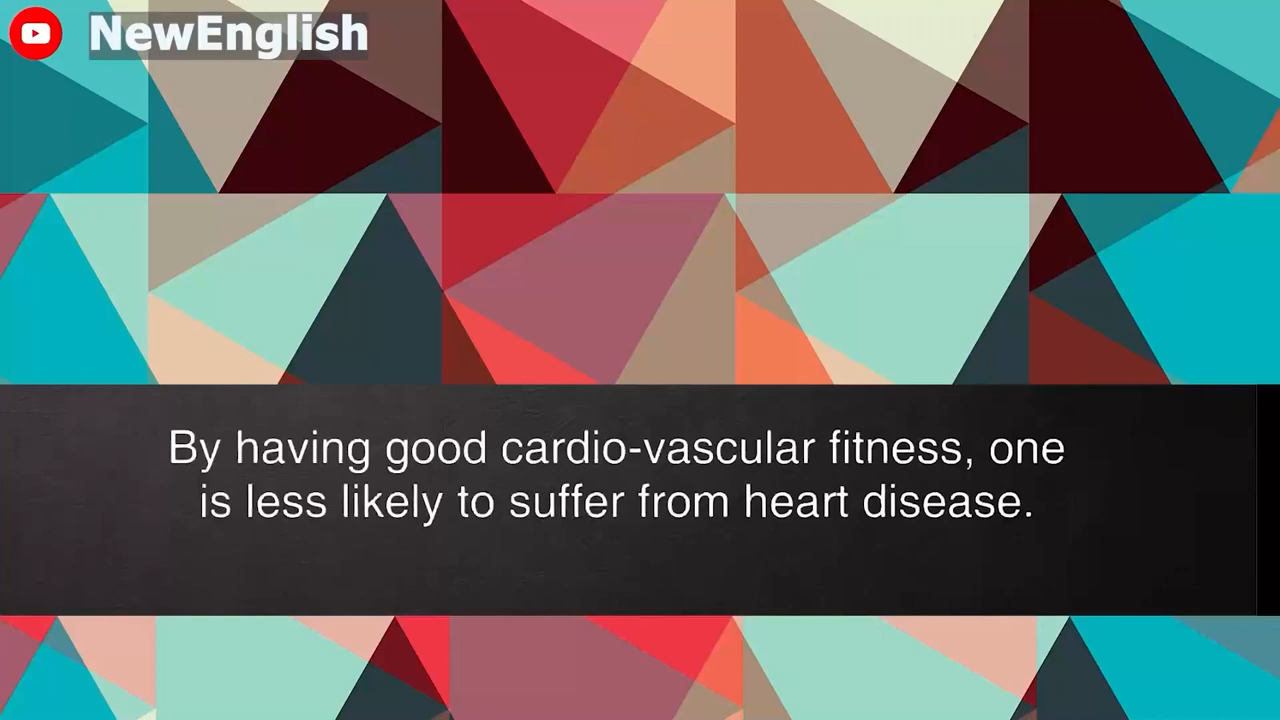 NewEnglish
By having good cardio-vascular fitness, one
is less likely to suffer from heart disease.